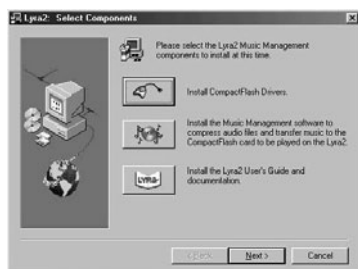 Lyra2: Select Components
Please select the Lyra2 Music Management
components to install at this time.
Install CompactFlash Drivers.
Install the Music Management software to
compress audio files and transfer music to the
CompactFlash card to be played on the Lyra2.
Install the Lyra2 User's Guide and
documentation.
LYRA
< Back
Next >
Cancel